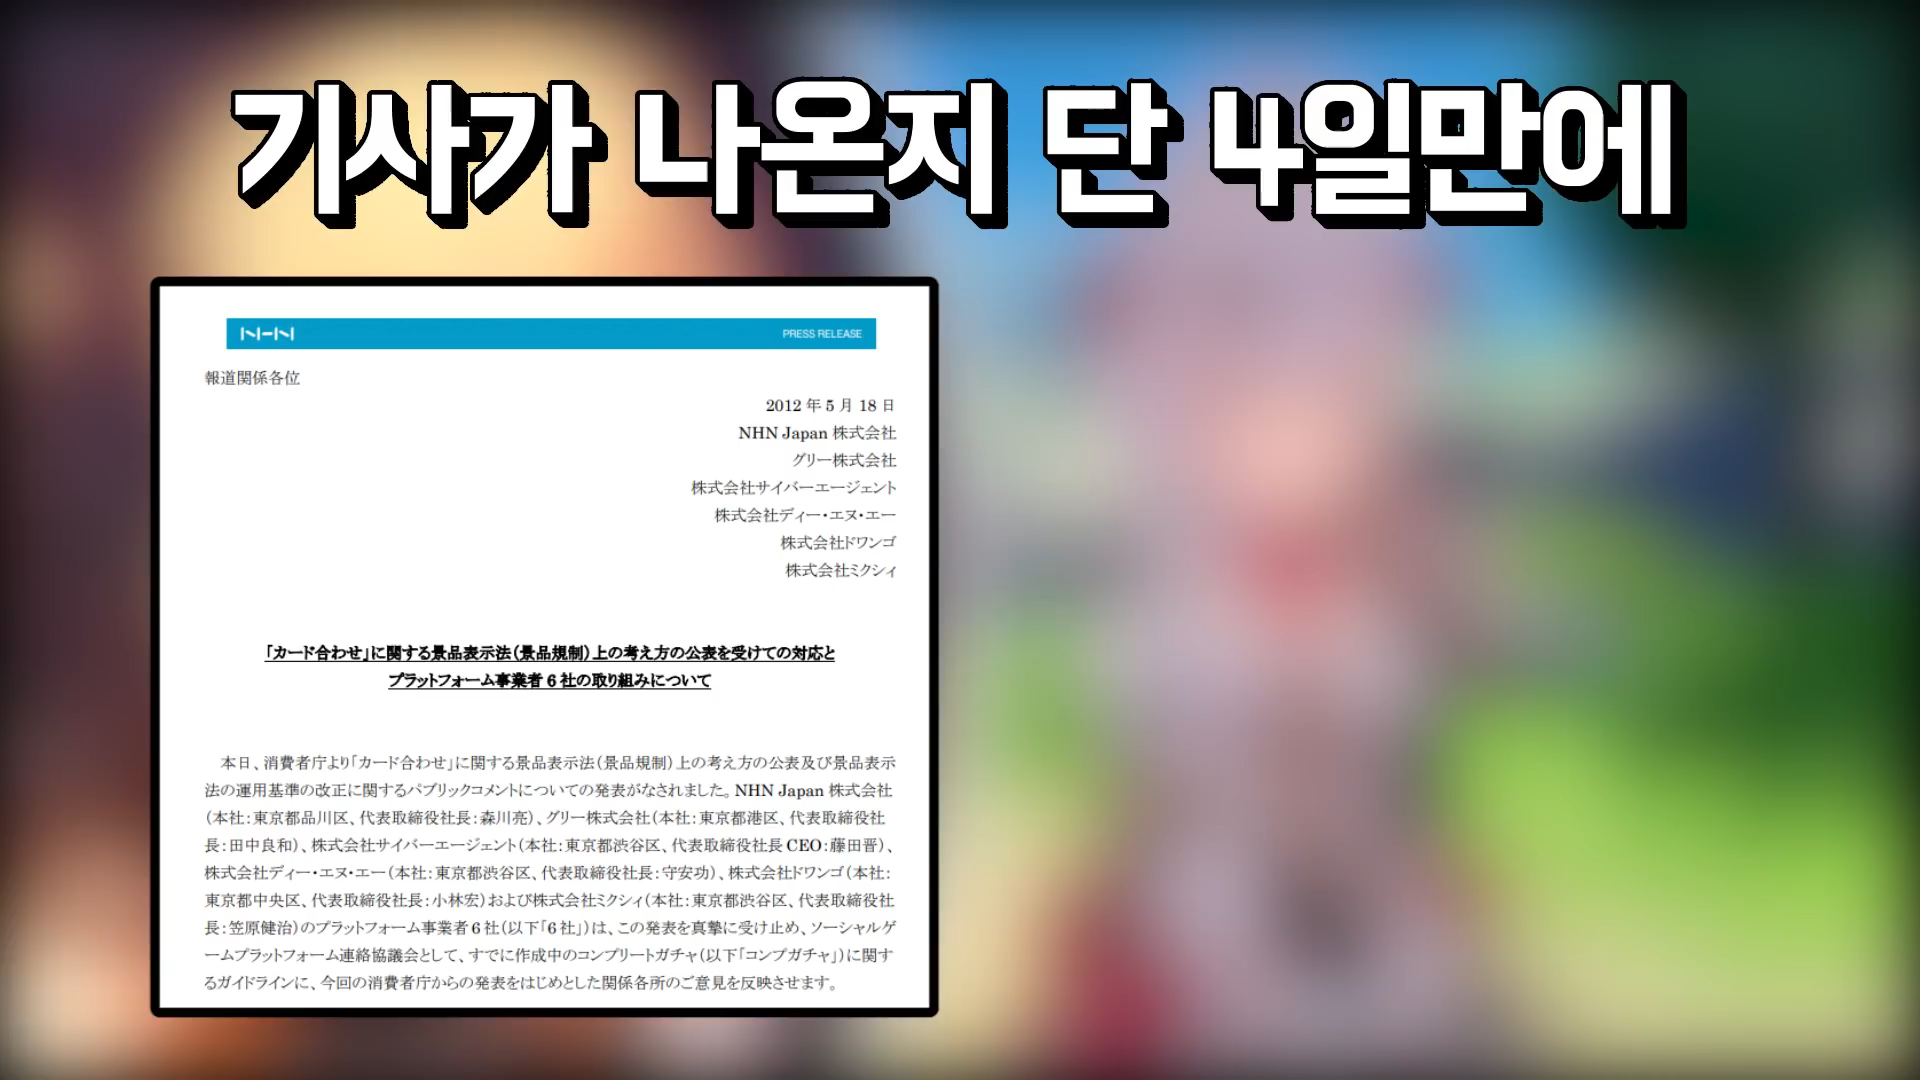 기사가 나온지 단 4일만에
NHN PRESS RELEASE
報道関係各位
2012 年 5 月 18 日
NHN Japan 株式会社
グリー株式会社
株式会社サイバーエージェント
株式会社ディー・エヌ・エー
株式会社ドワンゴ
株式会社ミクシィ
「カード合わせ」に関する景品表示法(景品規制)上の考え方の公表を受けての対応と
プラットフォーム事業者 6 社の取り組みについて
本日、消費者庁より「カード合わせ」に関する景品表示法(景品規制)上の考え方の公表及び景品表示
法の運用基準の改正に関するパブリックコメントについての発表がなされました。NHN Japan 株式会社
(本社:東京都品川区、代表取締役社長:森川亮)、グリー株式会社(本社:東京都港区、代表取締役社
長:田中良和)、株式会社サイバーエージェント(本社:東京都渋谷区、代表取締役社長 CEO:藤田晋)、
株式会社ディー・エヌ・エー(本社:東京都渋谷区、代表取締役社長:守安功)、株式会社ドワンゴ(本社:
東京都中央区、代表取締役社長:小林宏)および株式会社ミクシィ(本社:東京都渋谷区、代表取締役社
長:笠原健治)のプラットフォーム事業者 6 社(以下「6 社」)は、この発表を真摯に受け止め、ソーシャルゲ
ームプラットフォーム連絡協議会として、すでに作成中のコンプリートガチャ(以下「コンプガチャ」)に関す
るガイドラインに、今回の消費者庁からの発表をはじめとした関係各所のご意見を反映させます。